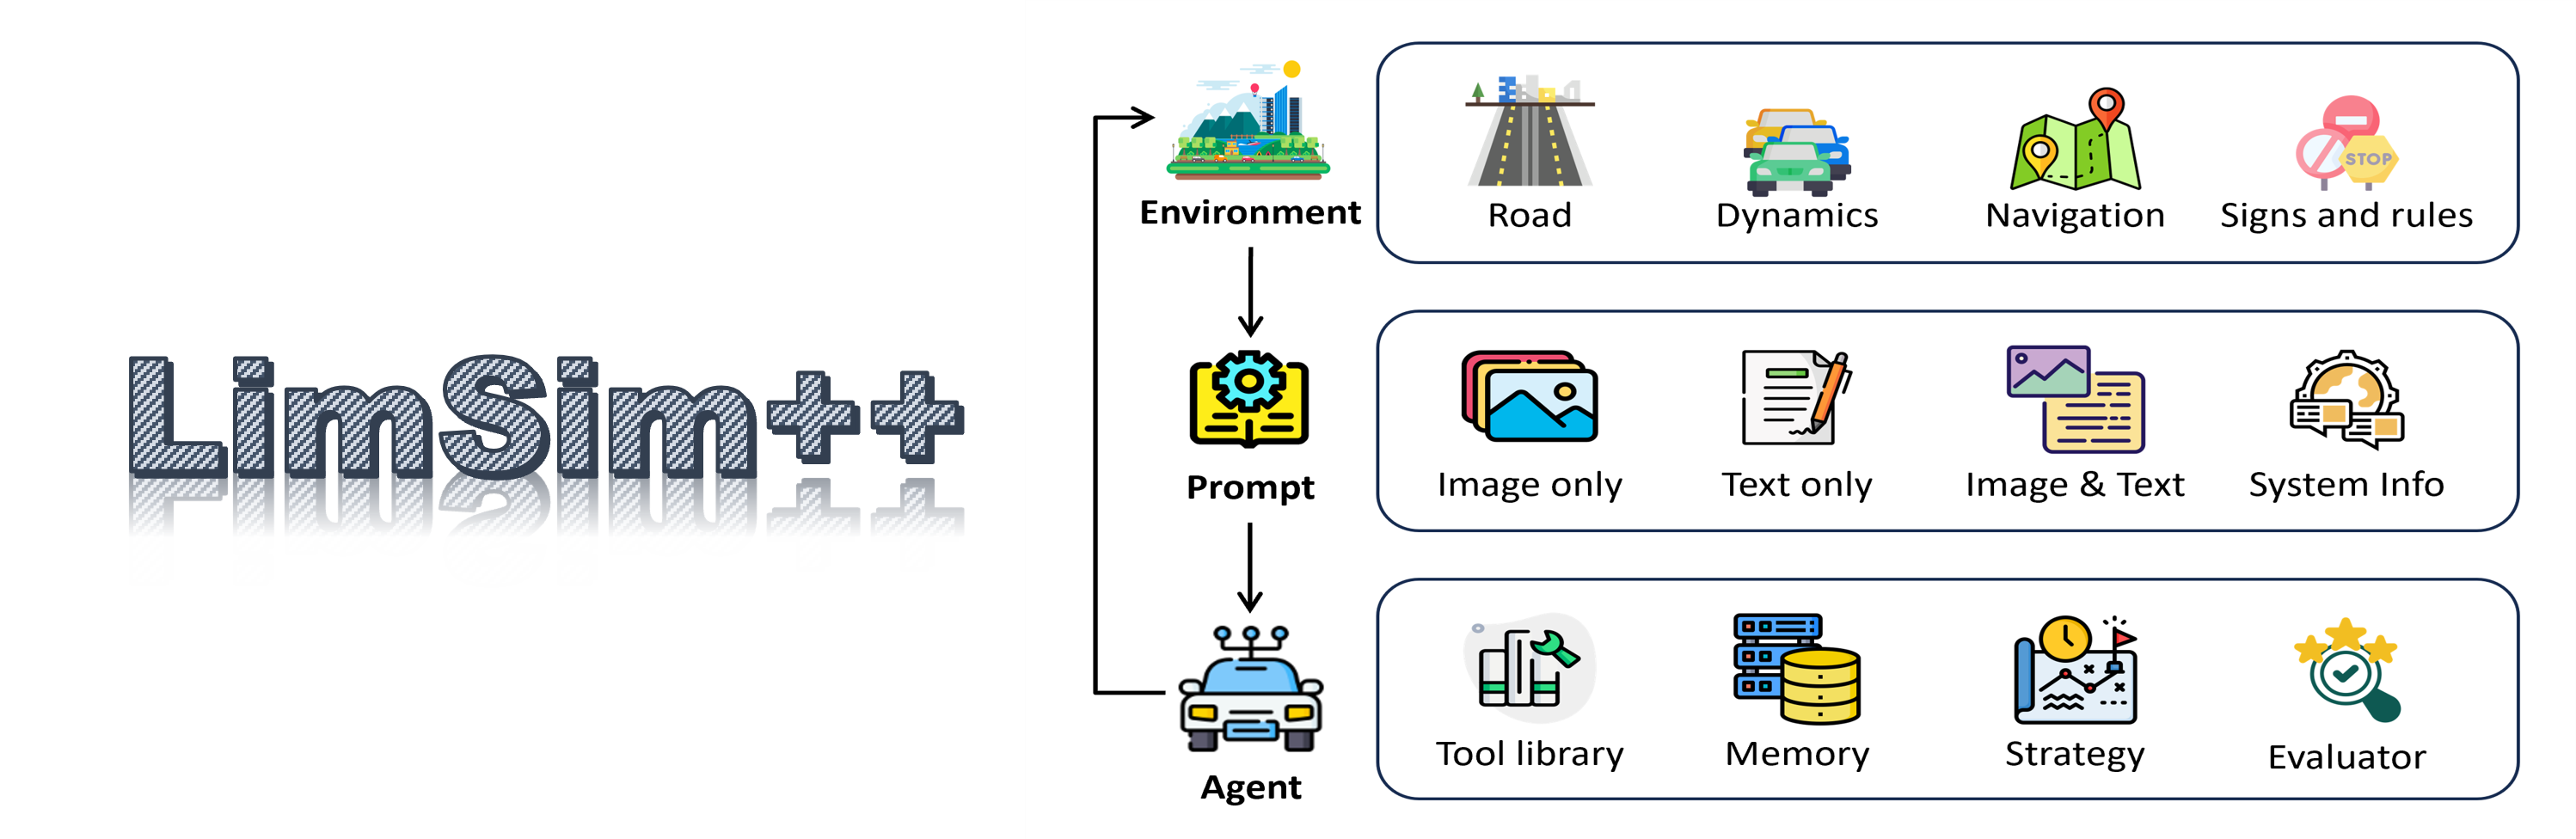 LimSim++
Environment
Road
Dynamics
Navigation
STOP
Signs and rules
Prompt
Image only
Text only
Image & Text
System Info
Agent
Tool library
Memory
Strategy
Evaluator